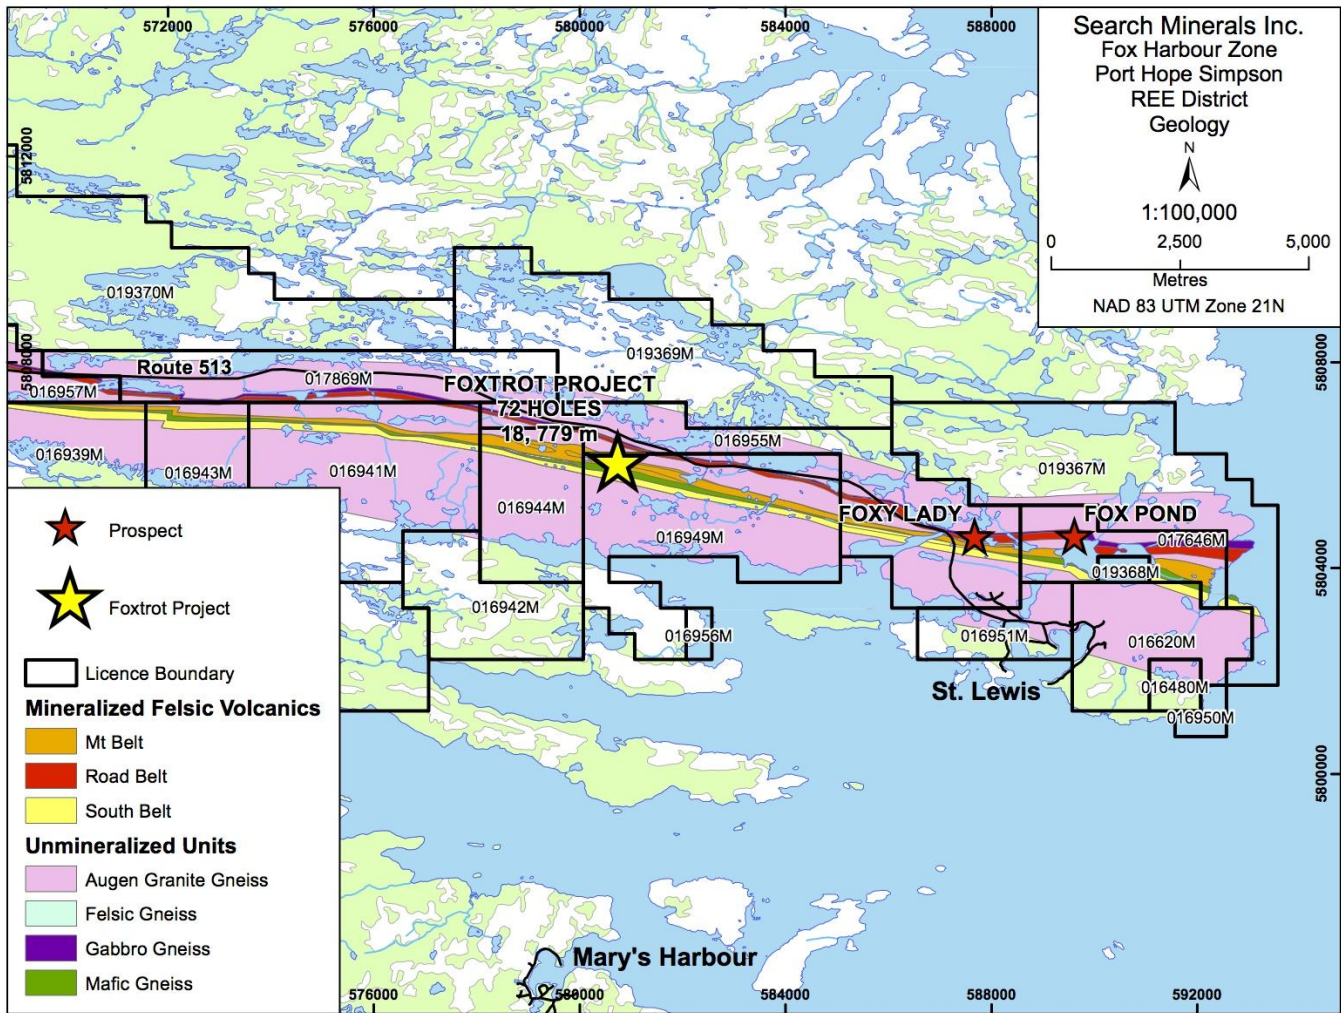 572000
576000
580000
584000
588000
Search Minerals Inc.
Fox Harbour Zone
Port Hope Simpson
REE District
Geology
N
1:100,000
0 2,500 5,000
Metres
NAD 83 UTM Zone 21N
5812000
019370M
019369M
5808000
5808000
Route 513
017869M
016957M
FOXTROT PROJECT
72 HOLES
18, 779 m
016955M
016939M
016943M
016941M
019367M
016944M
FOXY LADY
FOX POND
016949M
017646M
019368M
5804000
016942M
016956M
016951M
016620M
St. Lewis
016480M
016950M
5800000
Prospect
Foxtrot Project
Licence Boundary
Mineralized Felsic Volcanics
Mt Belt
Road Belt
South Belt
Unmineralized Units
Augen Granite Gneiss
Felsic Gneiss
Gabbro Gneiss
Mafic Gneiss
Mary's Harbour
576000
580000
584000
588000
592000